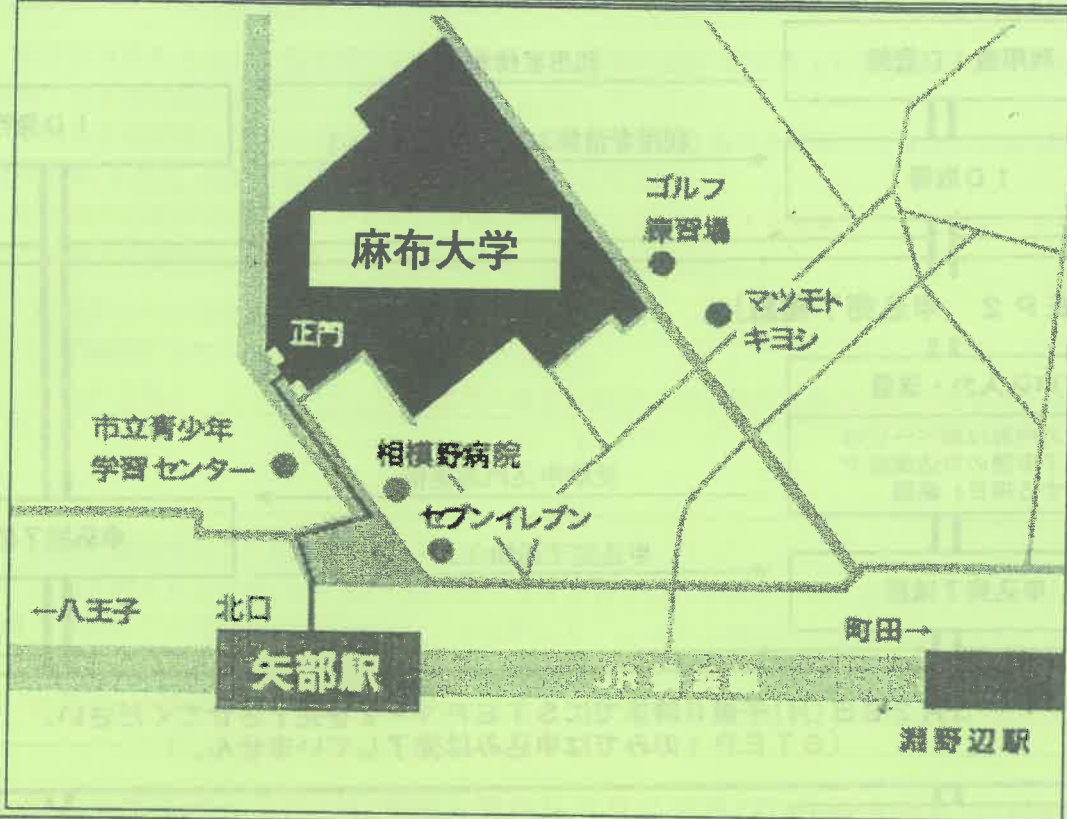 ゴルフ
練習場
麻布大学
マツモト
キヨシ
正門
市立青少年
学習センター
相模野病院
セブンイレブン
←八王子
北口
町田→
矢部駅
JR横浜線
淵野辺駅